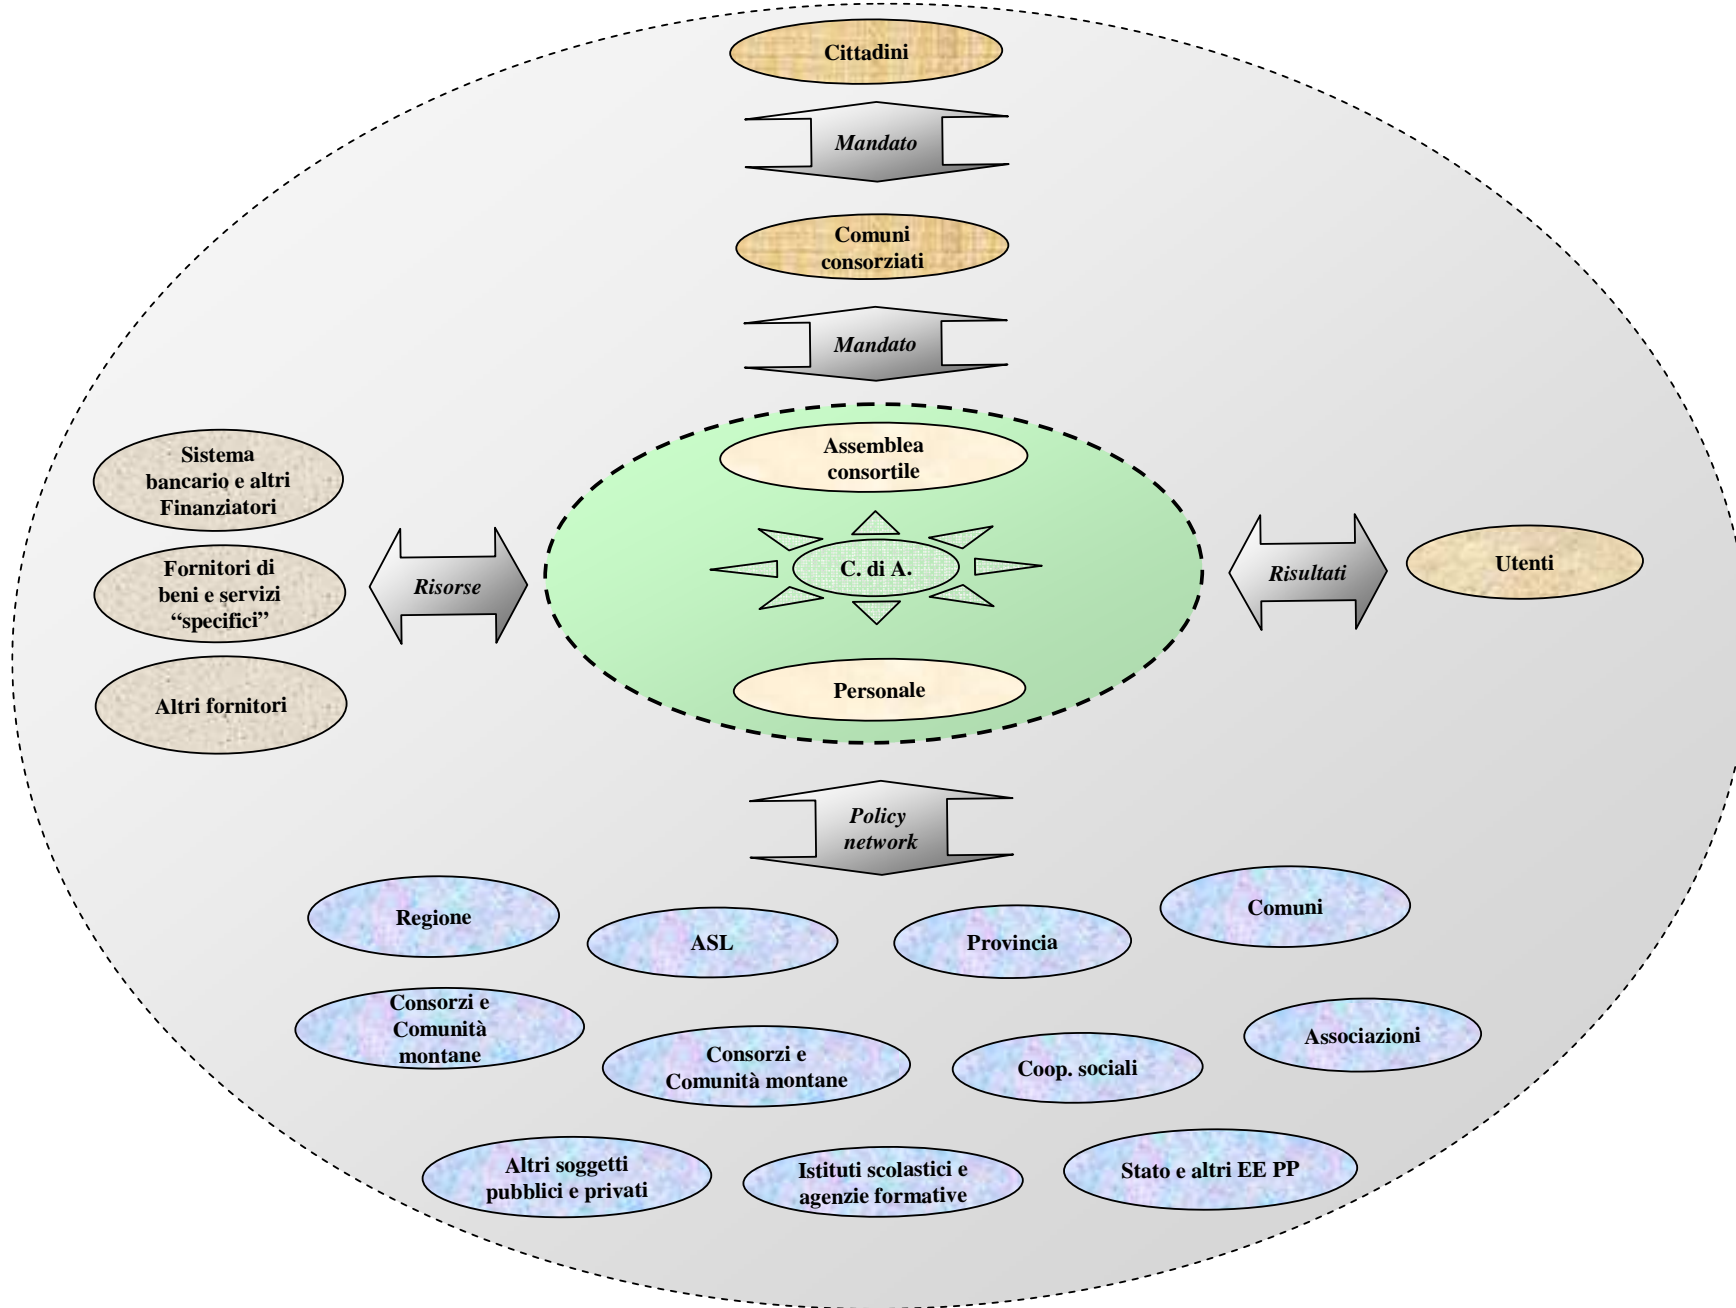 Cittadini
Mandato
Comuni
consorziati
Mandato
Assemblea
consortile
C. di A.
Personale
Sistema
bancario e altri
Finanziatori
Fornitori di
beni e servizi
“specifici”
Altri fornitori
Risorse
Risultati
Utenti
Policy
network
Regione
ASL
Provincia
Comuni
Consorzi e
Comunità
montane
Consorzi e
Comunità montane
Coop. sociali
Associazioni
Altri soggetti
pubblici e privati
Istituti scolastici e
agenzie formative
Stato e altri EE PP